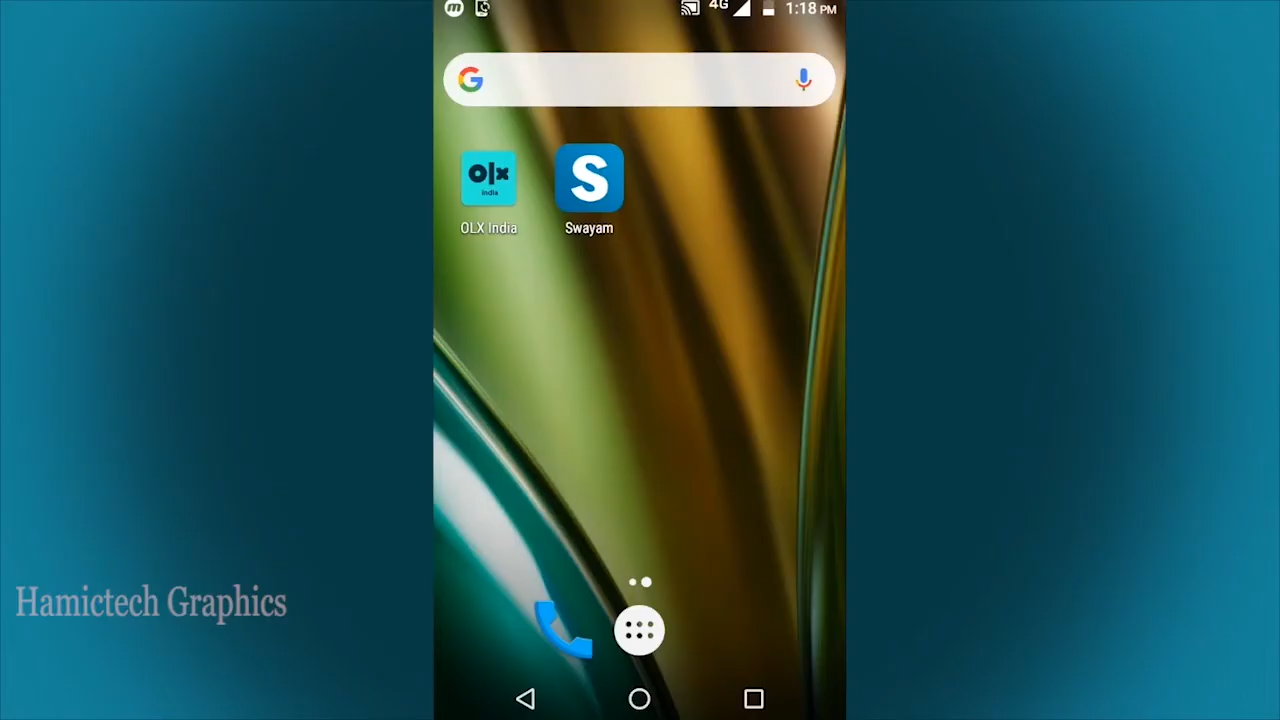 4G 1:18 PM
olx
india
S
OLX India
Swayam
Hamictech Graphics